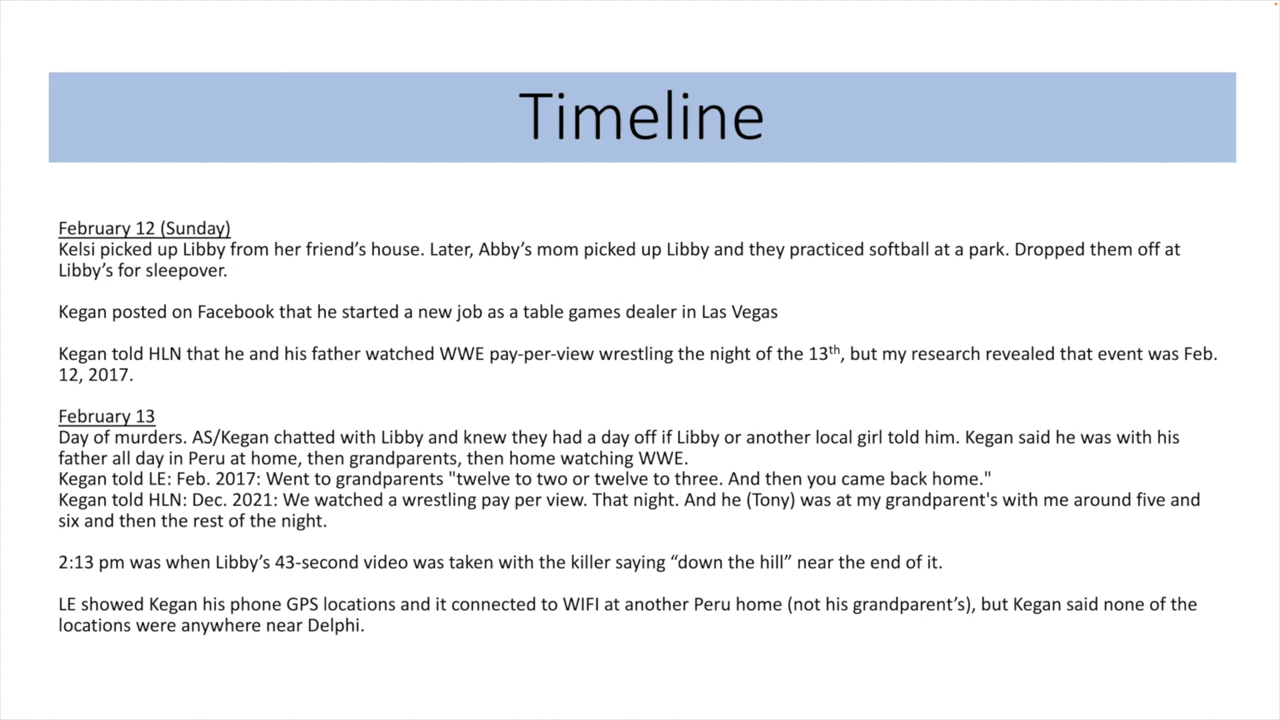 Timeline
February 12 (Sunday)
Kelsi picked up Libby from her friend’s house. Later, Abby’s mom picked up Libby and they practiced softball at a park. Dropped them off at
Libby’s for sleepover.
Kegan posted on Facebook that he started a new job as a table games dealer in Las Vegas
Kegan told HLN that he and his father watched WWE pay-per-view wrestling the night of the 13th, but my research revealed that event was Feb.
12, 2017.
February 13
Day of murders. AS/Kegan chatted with Libby and knew they had a day off if Libby or another local girl told him. Kegan said he was with his
father all day in Peru at home, then grandparents, then home watching WWE.
Kegan told LE: Feb. 2017: Went to grandparents "twelve to two or twelve to three. And then you came back home."
Kegan told HLN: Dec. 2021: We watched a wrestling pay per view. That night. And he (Tony) was at my grandparent's with me around five and
six and then the rest of the night.
2:13 pm was when Libby’s 43-second video was taken with the killer saying “down the hill” near the end of it.
LE showed Kegan his phone GPS locations and it connected to WIFI at another Peru home (not his grandparent’s), but Kegan said none of the
locations were anywhere near Delphi.